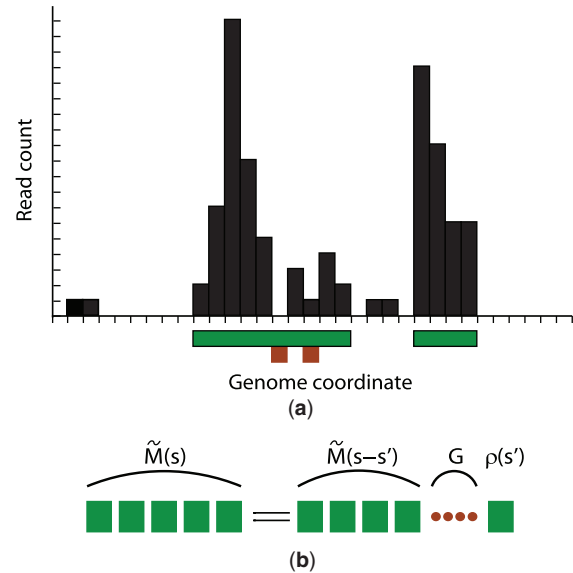 Read count
Genome coordinate
(a)
M̃(s) M̃(s–s′) G ρ(s′)
(b)